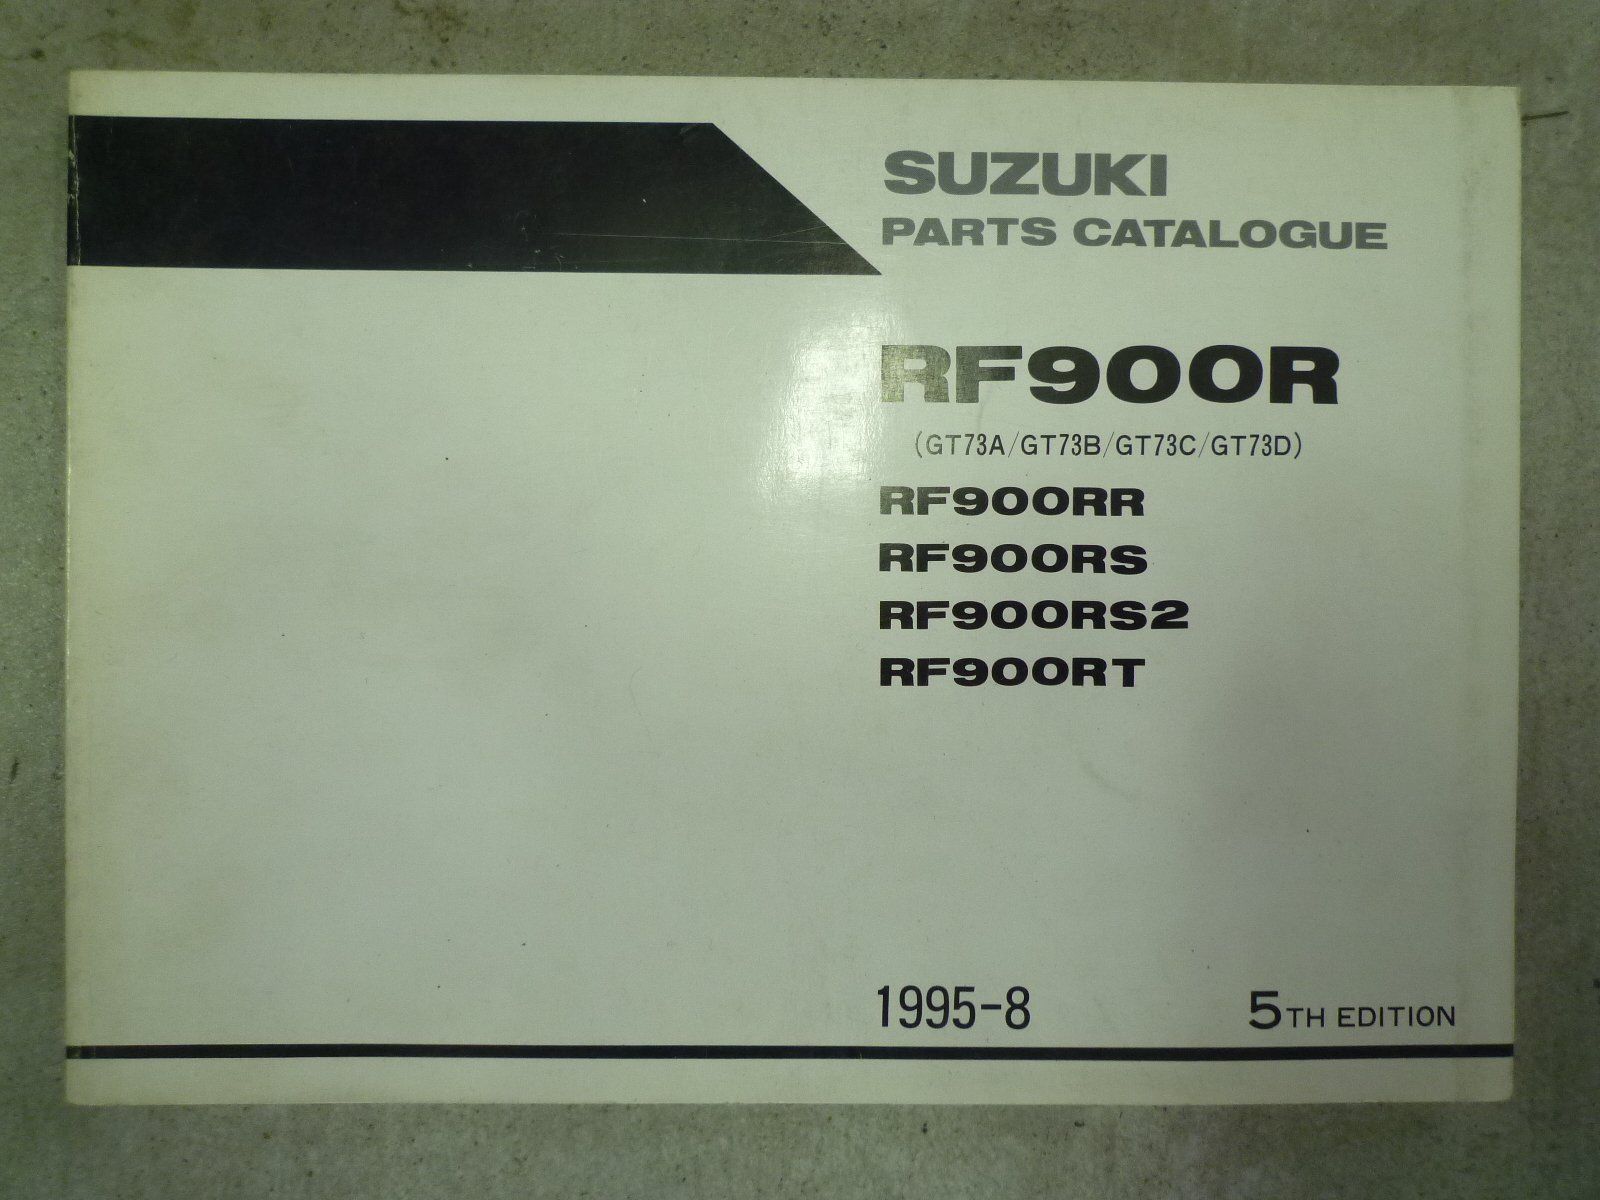 SUZUKI
PARTS CATALOGUE
RF900R
(GT73A/GT73B/GT73C/GT73D)
RF900RR
RF900RS
RF900RS2
RF900RT
1995-8 5TH EDITION